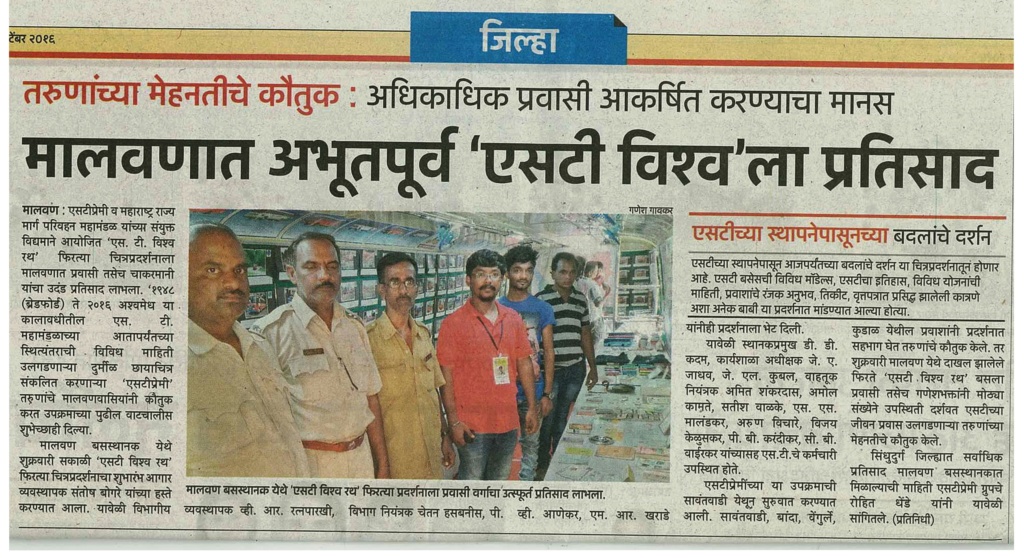 टेंबर २०१६
जिल्हा
तरुणांच्या मेहनतीचे कौतुक : अधिकाधिक प्रवासी आकर्षित करण्याचा मानस
मालवणात अभूतपूर्व ‘एसटी विश्व’ला प्रतिसाद
मालवण : एसटीप्रेमी व महाराष्ट्र राज्य
मार्ग परिवहन महामंडळ यांच्या संयुक्त
विद्यमाने आयोजित ‘एस. टी. विश्व
रथ’ फिरत्या चित्रप्रदर्शनाला
मालवणात प्रवासी तसेच चाकरमानी
यांचा उदंड प्रतिसाद लाभला. ‘१९४८
(ब्रेडफोर्ड) ते २०१६ अश्वमेध या
कालावधीतील एस. टी.
महामंडळाच्या आतापर्यंतच्या
स्थित्यंतराची विविध माहिती
उलगडणाऱ्या दुर्मीळ छायाचित्र
संकलित करणाऱ्या ‘एसटीप्रेमी’
तरुणांचे मालवणवासियांनी कौतुक
करत उपक्रमाच्या पुढील वाटचालीस
शुभेच्छाही दिल्या.
मालवण बसस्थानक येथे
शुक्रवारी सकाळी ‘एसटी विश्व रथ’
फिरत्या चित्रप्रदर्शनाचा शुभारंभ आगार
व्यवस्थापक संतोष बोगरे यांच्या हस्ते
करण्यात आला. यावेळी विभागीय
गणेश गावकर
मालवण बसस्थानक येथे ‘एसटी विश्व रथ’ फिरत्या प्रदर्शनाला प्रवासी वर्गाचा उत्स्फूर्त प्रतिसाद लाभला.
व्यवस्थापक व्ही. आर. रत्नपारखी, विभाग नियंत्रक चेतन हसबनीस, पी. व्ही. आणेकर, एम. आर. खराडे
एसटीच्या स्थापनेपासूनच्या बदलांचे दर्शन
एसटीच्या स्थापनेपासून आजपर्यंतच्या बदलांचे दर्शन या चित्रप्रदर्शनातून होणार
आहे. एसटी बसेसची विविध मॉडेल्स, एसटीचा इतिहास, विविध योजनांची
माहिती, प्रवाशांचे रंजक अनुभव, तिकीट, वृत्तपत्रात प्रसिद्ध झालेली कात्रणे
अशा अनेक बाबी या प्रदर्शनात मांडण्यात आल्या होत्या.
यांनीही प्रदर्शनाला भेट दिली.
यावेळी स्थानकप्रमुख डी. डी.
कदम, कार्यशाळा अधीक्षक जे. ए.
जाधव, जे. एल. कुबल, वाहतूक
नियंत्रक अमित शंकरदास, अमोल
कामते, सतीश वाळके, एस. एस.
मालंडकर, अरुण विचारे, विजय
केळुसकर, पी. बी. करंदीकर, सी. बी.
वाईरकर यांच्यासह एस.टी.चे कर्मचारी
उपस्थित होते.
एसटीप्रेमींच्या या उपक्रमाची
सावंतवाडी येथून सुरुवात करण्यात
आली. सावंतवाडी, बांदा, वेंगुर्ले,
कुडाळ येथील प्रवाशांनी प्रदर्शनात
सहभाग घेत तरुणांचे कौतुक केले. तर
शुक्रवारी मालवण येथे दाखल झालेले
फिरते ‘एसटी विश्व रथ’ बसला
प्रवासी तसेच गणेशभक्तांनी मोठ्या
संख्येने उपस्थिती दर्शवत एसटीच्या
जीवन प्रवास उलगडणाऱ्या तरुणांच्या
मेहनतीचे कौतुक केले.
सिंधुदुर्ग जिल्ह्यात सर्वाधिक
प्रतिसाद मालवण बसस्थानकात
मिळाल्याची माहिती एसटीप्रेमी ग्रुपचे
रोहित धेंडे यांनी यावेळी
सांगितले. (प्रतिनिधी)